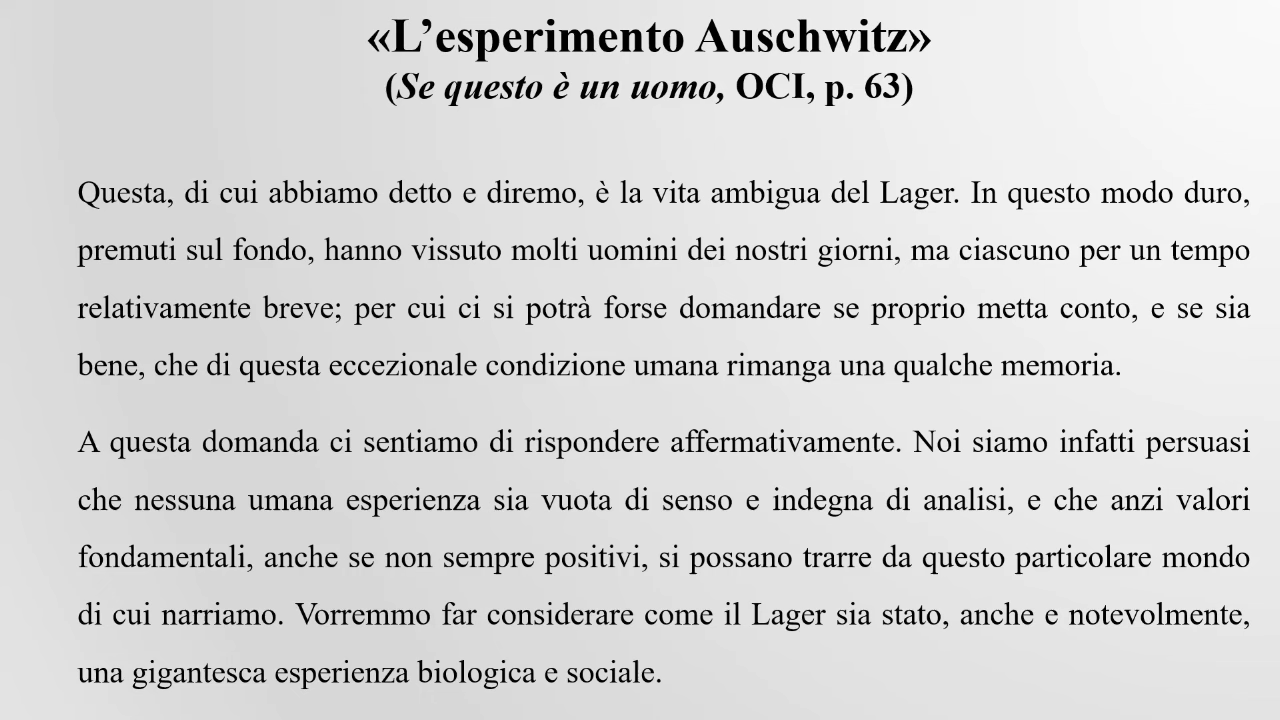 «L’esperimento Auschwitz»
(Se questo è un uomo, OCI, p. 63)
Questa, di cui abbiamo detto e diremo, è la vita ambigua del Lager. In questo modo duro,
premuti sul fondo, hanno vissuto molti uomini dei nostri giorni, ma ciascuno per un tempo
relativamente breve; per cui ci si potrà forse domandare se proprio metta conto, e se sia
bene, che di questa eccezionale condizione umana rimanga una qualche memoria.
A questa domanda ci sentiamo di rispondere affermativamente. Noi siamo infatti persuasi
che nessuna umana esperienza sia vuota di senso e indegna di analisi, e che anzi valori
fondamentali, anche se non sempre positivi, si possano trarre da questo particolare mondo
di cui narriamo. Vorremmo far considerare come il Lager sia stato, anche e notevolmente,
una gigantesca esperienza biologica e sociale.